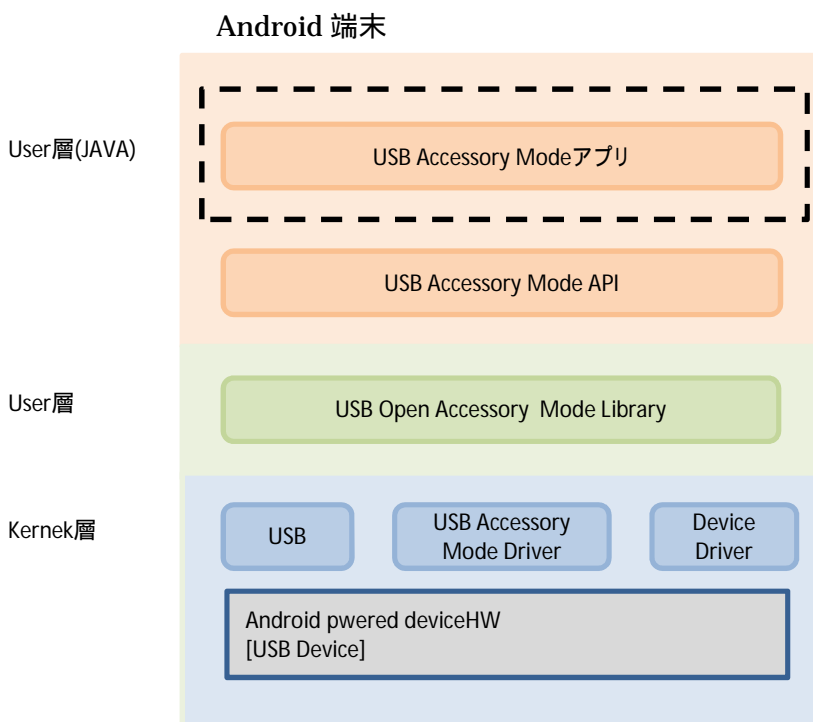 Android 端末
User層(JAVA)
USB Accessory Modeアプリ
USB Accessory Mode API
User層
USB Open Accessory Mode Library
Kernek層
USB
USB Accessory
Mode Driver
Device
Driver
Android pwered deviceHW
[USB Device]